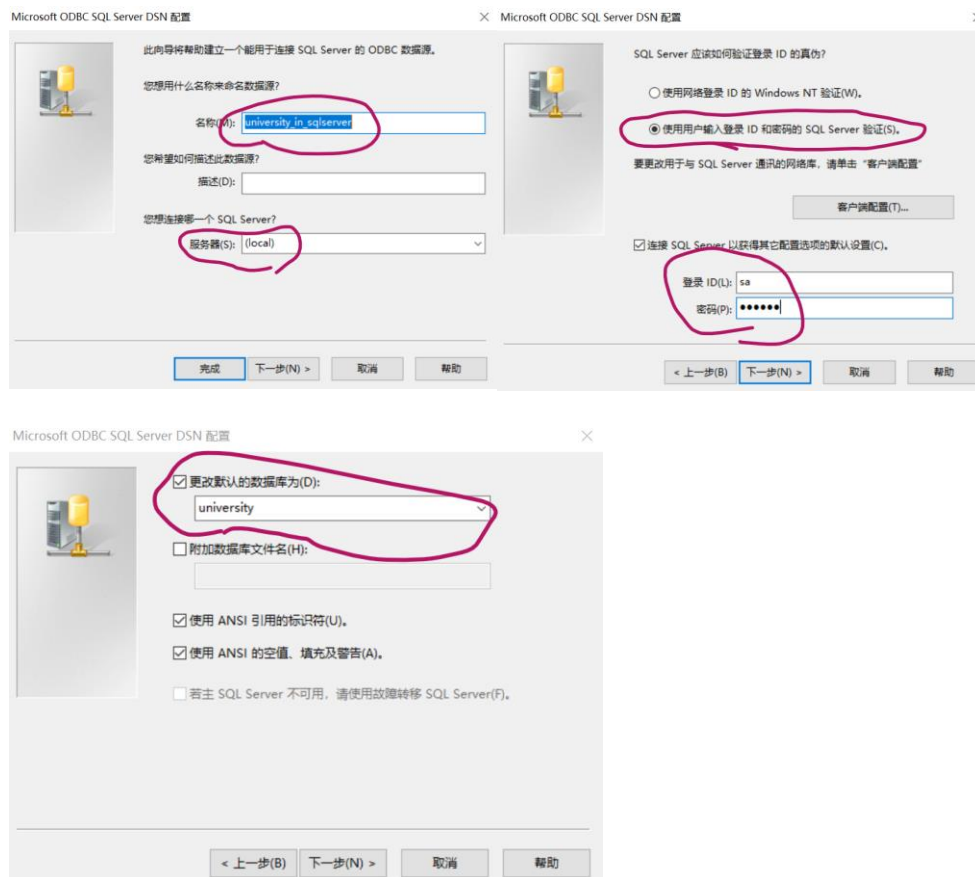 Microsoft ODBC SQL Server DSN 配置
此向导将帮助建立一个能用于连接 SQL Server 的 ODBC 数据源。
您想用什么名称来命名数据源?
名称(M): university_in_sqlserver
您希望如何描述此数据源?
描述(D):
您想连接哪一个 SQL Server?
服务器(S): (local)
完成 下一步(N) > 取消 帮助
Microsoft ODBC SQL Server DSN 配置
SQL Server 应该如何验证登录 ID 的真伪?
使用网络登录 ID 的 Windows NT 验证(W)。
使用用户输入登录 ID 和密码的 SQL Server 验证(S)。
要更改用于与 SQL Server 通讯的网络库，请单击 “客户端配置”
客户端配置(T)...
连接 SQL Server 以获得其它配置选项的默认设置(C)。
登录 ID(L): sa
密码(P): ●●●●●●
< 上一步(B) 下一步(N) > 取消 帮助
Microsoft ODBC SQL Server DSN 配置
更改默认的数据库为(D):
university
附加数据库文件名(H):
使用 ANSI 引用的标识符(U)。
使用 ANSI 的空值、填充及警告(A)。
若主 SQL Server 不可用，请使用故障转移 SQL Server(F)。
< 上一步(B) 下一步(N) > 取消 帮助